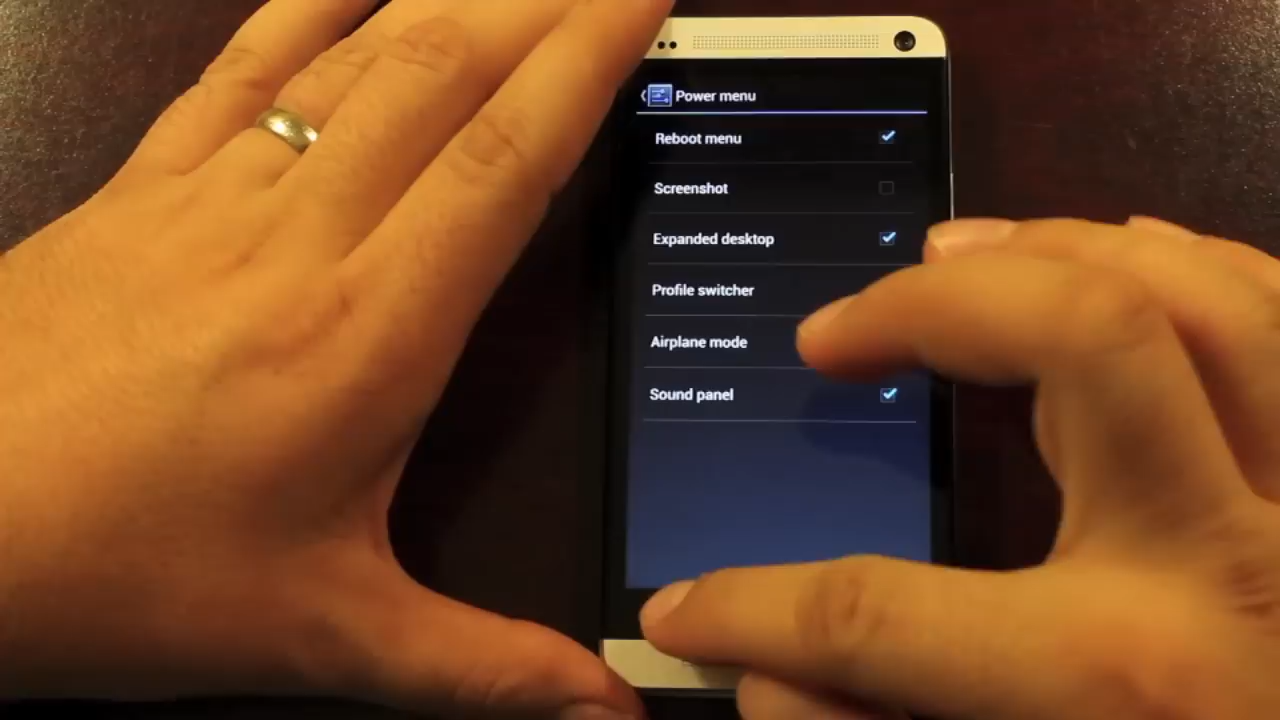 Power menu
Reboot menu
Screenshot
Expanded desktop
Profile switcher
Airplane mode
Sound panel